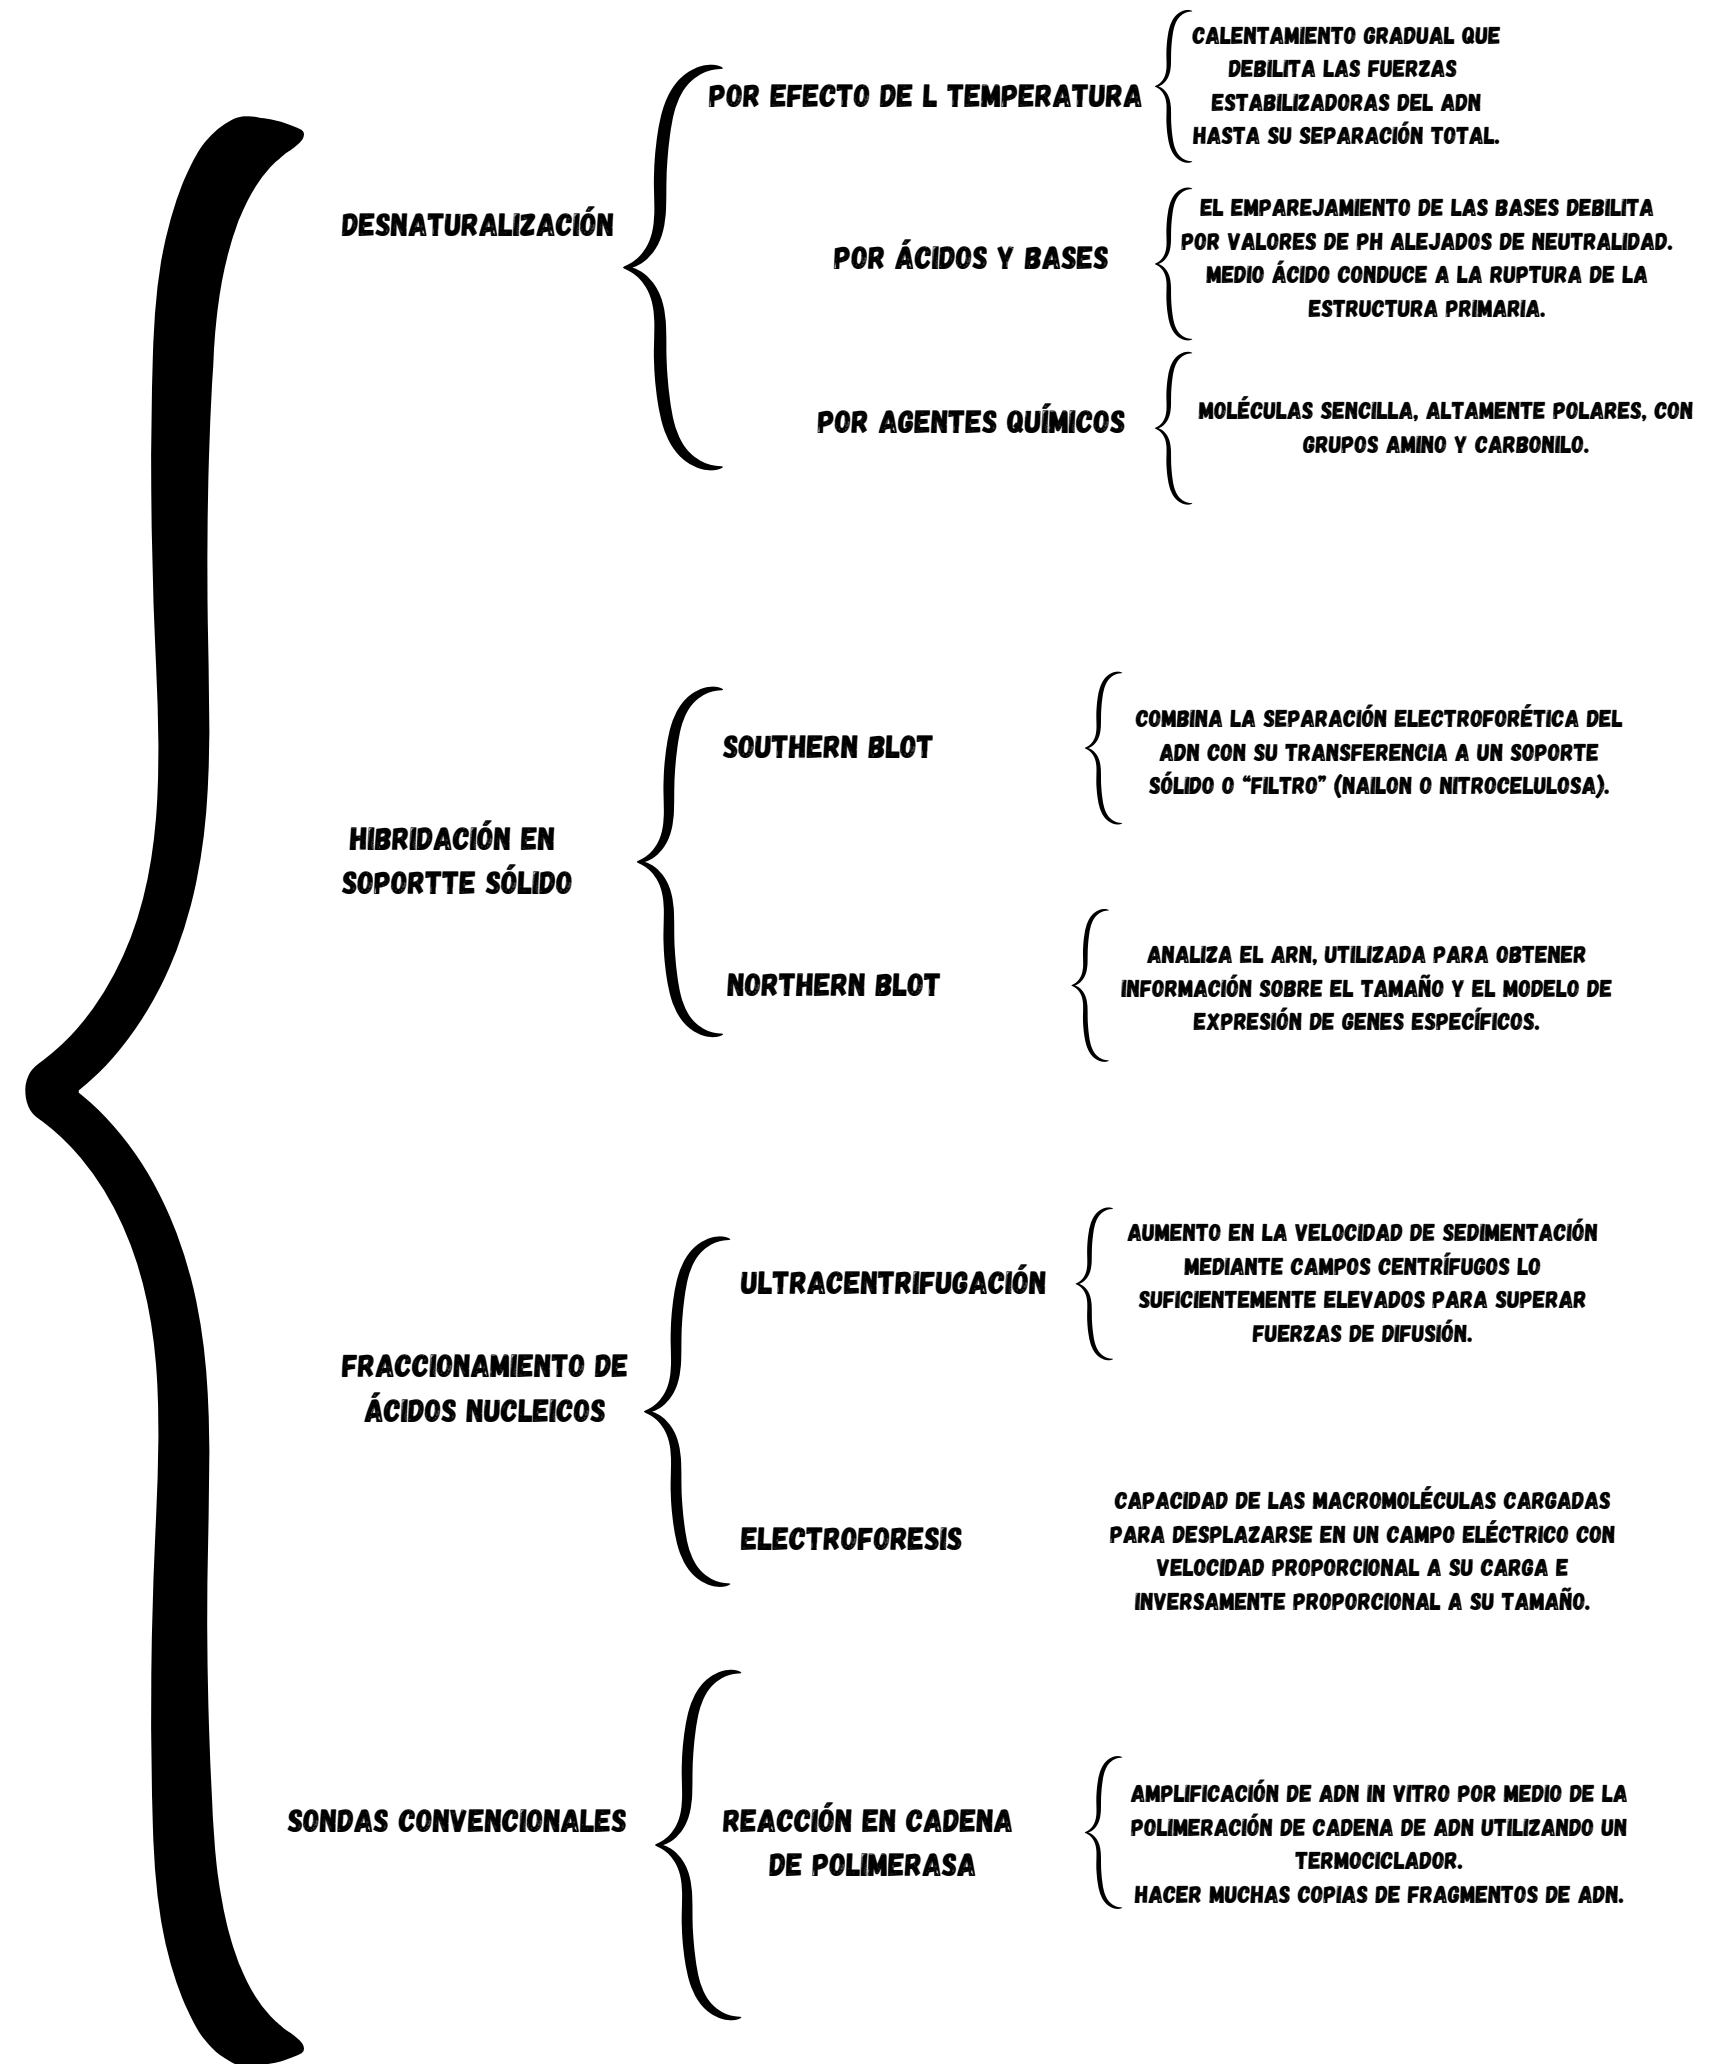 DESNATURALIZACIÓN
POR EFECTO DE L TEMPERATURA
CALENTAMIENTO GRADUAL QUE
DEBILITA LAS FUERZAS
ESTABILIZADORAS DEL ADN
HASTA SU SEPARACIÓN TOTAL.
POR ÁCIDOS Y BASES
EL EMPAREJAMIENTO DE LAS BASES DEBILITA
POR VALORES DE PH ALEJADOS DE NEUTRALIDAD.
MEDIO ÁCIDO CONDUCE A LA RUPTURA DE LA
ESTRUCTURA PRIMARIA.
POR AGENTES QUÍMICOS
MOLÉCULAS SENCILLA, ALTAMENTE POLARES, CON
GRUPOS AMINO Y CARBONILO.
HIBRIDACIÓN EN
SOPORTTE SÓLIDO
SOUTHERN BLOT
COMBINA LA SEPARACIÓN ELECTROFORÉTICA DEL
ADN CON SU TRANSFERENCIA A UN SOPORTE
SÓLIDO O “FILTRO” (NAILON O NITROCELULOSA).
NORTHERN BLOT
ANALIZA EL ARN, UTILIZADA PARA OBTENER
INFORMACIÓN SOBRE EL TAMAÑO Y EL MODELO DE
EXPRESIÓN DE GENES ESPECÍFICOS.
FRACCIONAMIENTO DE
ÁCIDOS NUCLEICOS
ULTRACENTRIFUGACIÓN
AUMENTO EN LA VELOCIDAD DE SEDIMENTACIÓN
MEDIANTE CAMPOS CENTRÍFUGOS LO
SUFICIENTEMENTE ELEVADOS PARA SUPERAR
FUERZAS DE DIFUSIÓN.
ELECTROFORESIS
CAPACIDAD DE LAS MACROMOLÉCULAS CARGADAS
PARA DESPLAZARSE EN UN CAMPO ELÉCTRICO CON
VELOCIDAD PROPORCIONAL A SU CARGA E
INVERSAMENTE PROPORCIONAL A SU TAMAÑO.
SONDAS CONVENCIONALES
REACCIÓN EN CADENA
DE POLIMERASA
AMPLIFICACIÓN DE ADN IN VITRO POR MEDIO DE LA
POLIMERACIÓN DE CADENA DE ADN UTILIZANDO UN
TERMOCICLADOR.
HACER MUCHAS COPIAS DE FRAGMENTOS DE ADN.